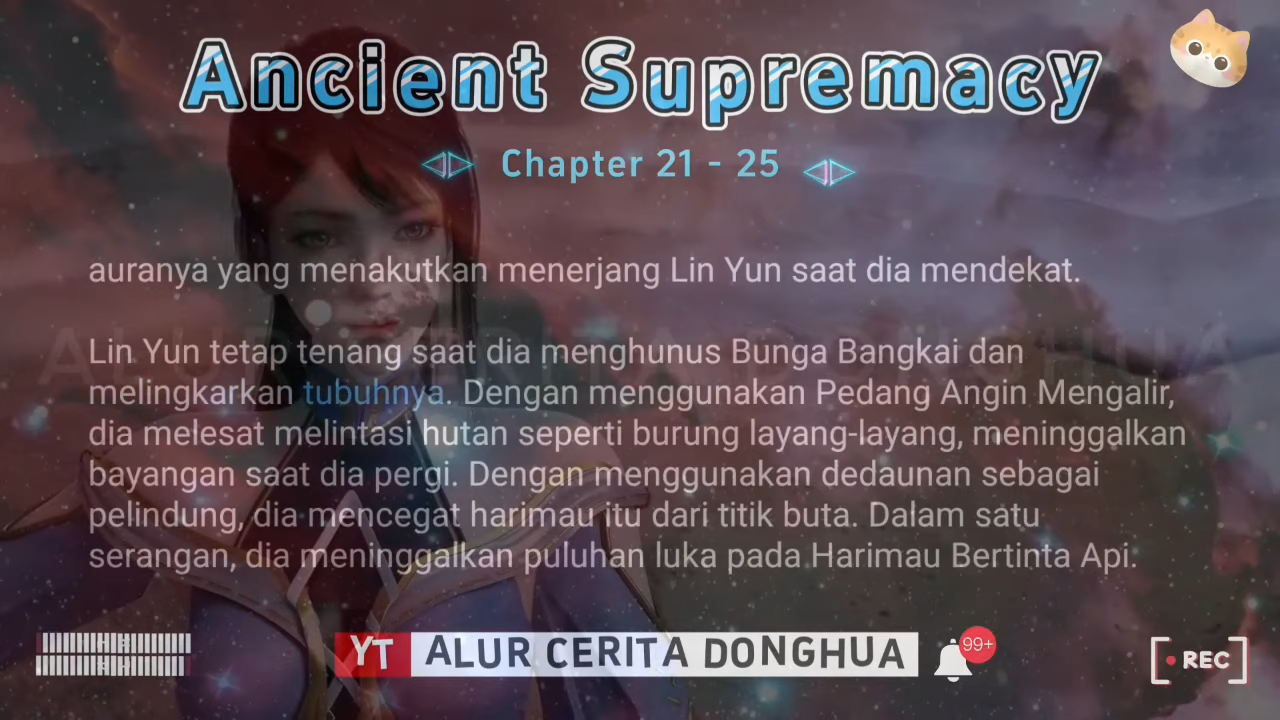 Ancient Supremacy
Chapter 21 - 25
auranya yang menakutkan menerjang Lin Yun saat dia mendekat.
Lin Yun tetap tenang saat dia menghunus Bunga Bangkai dan
melingkarkan tubuhnya. Dengan menggunakan Pedang Angin Mengalir,
dia melesat melintasi hutan seperti burung layang-layang, meninggalkan
bayangan saat dia pergi. Dengan menggunakan dedaunan sebagai
pelindung, dia mencegat harimau itu dari titik buta. Dalam satu
serangan, dia meninggalkan puluhan luka pada Harimau Bertinta Api.
ALUR CERITA DONGHUA
YT ALUR CERITA DONGHUA
99+
REC